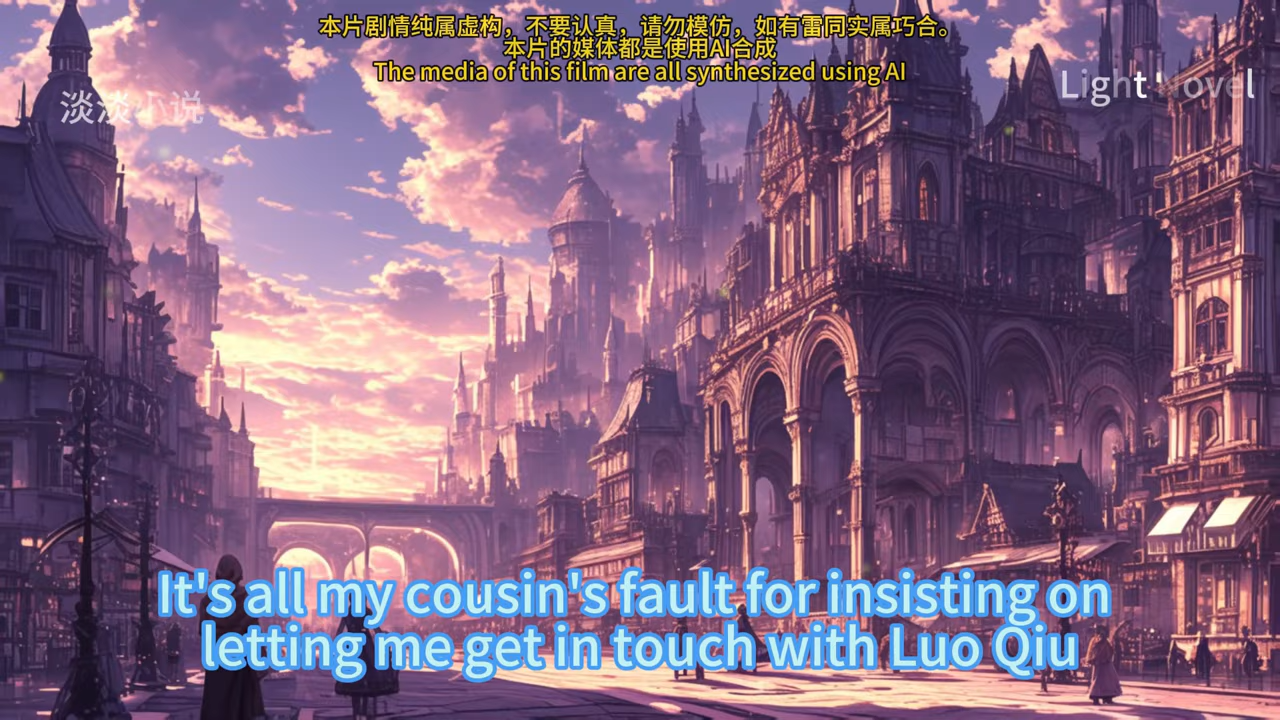 本片剧情纯属虚构，不要认真，请勿模仿，如有雷同实属巧合。
本片的媒体都是使用AI合成
The media of this film are all synthesized using AI
淡淡小说
Light Novel
It's all my cousin's fault for insisting on
letting me get in touch with Luo Qiu